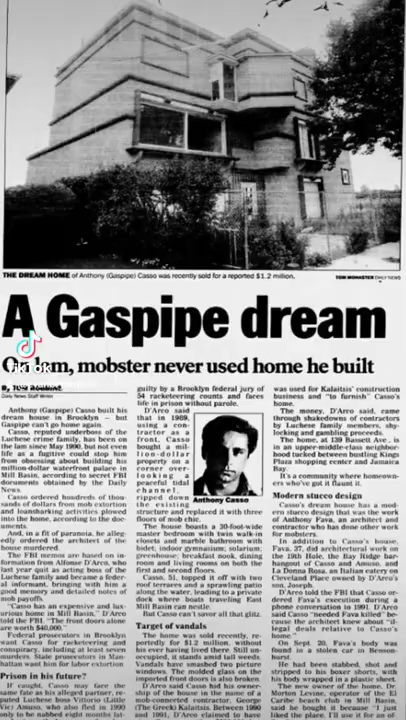 THE DREAM HOME of Anthony (Gaspipe) Casso was recently sold for a reported $1.2 million.
TOM MONASTER DAILY NEWS
A Gaspipe dream
On lam, mobster never used home he built
TikTok
By TOM ROBBINS
Daily News Staff Writer
Anthony (Gaspipe) Casso built his
dream house in Brooklyn — but
Gaspipe can't go home again.
Casso, reputed underboss of the
Luchese crime family, has been on
the lam since May 1990, but not even
life as a fugitive could stop him
from obsessing about building his
million-dollar waterfront palace in
Mill Basin, according to secret FBI
documents obtained by the Daily
News.
Casso ordered hundreds of thou-
sands of dollars from mob extortion
and loansharking activities plowed
into the home, according to the doc-
uments.
And, in a fit of paranoia, he alleg-
edly ordered the architect of the
house murdered.
The FBI memos are based on in-
formation from Alfonse D'Arco, who
last year quit as acting boss of the
Luchese family and became a feder-
al informant, bringing with him a
good memory and detailed notes of
mob payoffs.
"Casso has an expensive and lux-
urious home in Mill Basin," D'Arco
told the FBI. "The front doors alone
are worth $40,000."
Federal prosecutors in Brooklyn
want Casso for racketeering and
conspiracy, including at least seven
murders. State prosecutors in Man-
hattan want him for labor extortion
Prison in his future?
If caught, Casso may face the
same fate as his alleged partner, re-
puted Luchese boss Vittorio (Little
Vic) Amuso, who also fled in 1990
only to be nabbed eight months lat-
guilty by a Brooklyn federal jury of
54 racketeering counts and faces
life in prison without parole.
D'Arco said
that in 1989,
using a con-
tractor as a
front, Casso
bought a mil-
lion-dollar
property on a
corner over-
looking a
peaceful tidal
channel,
ripped down
the existing
structure and replaced it with three
floors of mob chic.
Anthony Casso
The house boasts a 30-foot-wide
master bedroom with twin walk-in
closets and marble bathroom with
bidet; indoor gymnasium; solarium;
greenhouse; breakfast nook, dining
room and living rooms on both the
first and second floors.
Casso, 51, topped it off with two
roof terraces and a sprawling patio
along the water, leading to a private
dock where boats traveling East
Mill Basin can nestle.
But Casso can't savor all that glitz.
Target of vandals
The home was sold recently, re-
portedly for $1.2 million, without
his ever having lived there. Still un-
occupied, it stands amid tall weeds.
Vandals have smashed two picture
windows. The molded glass on the
imported front doors is also broken.
D'Arco said Casso hid his owner-
ship of the house in the name of a
mob-connected contractor, George
(The Greek) Kalaitsis. Between 1990
and 1991, D'Arco claimed to have
was used for Kalaitsis' construction
business and "to furnish" Casso's
home.
The money, D'Arco said, came
through shakedowns of contractors
by Luchese family members, shy-
locking and gambling proceeds.
The home, at 139 Bassett Ave., is
in an upper-middle-class neighbor-
hood tucked between bustling Kings
Plaza shopping center and Jamaica
Bay.
It's a community where homeown-
ers who've got it flaunt it.
Modern stucco design
Casso's dream house has a mod-
ern stucco design that was the work
of Anthony Fava, an architect and
contractor who has done other work
for mobsters.
In addition to Casso's house,
Fava, 37, did architectural work on
the 19th Hole, the Bay Ridge bar-
hangout of Casso and Amuso, and
La Donna Rosa, an Italian eatery on
Cleveland Place owned by D'Arco's
son, Joseph.
D'Arco told the FBI that Casso or-
dered Fava's execution during a
phone conversation in 1991. D'Arco
said Casso "needed Fava killed" be-
cause the architect knew about "il-
legal deals relative to Casso's
home."
On Sept. 20, Fava's body was
found in a stolen car in Benson-
hurst.
He had been stabbed, shot and
stripped to his boxer shorts, with
his body wrapped in a plastic sheet.
The new owner of the home, Dr.
Morton Levine, operator of the El
Caribe beach club in Mill Basin,
said he bought it because "I just
liked the place. I'll use it for an of-